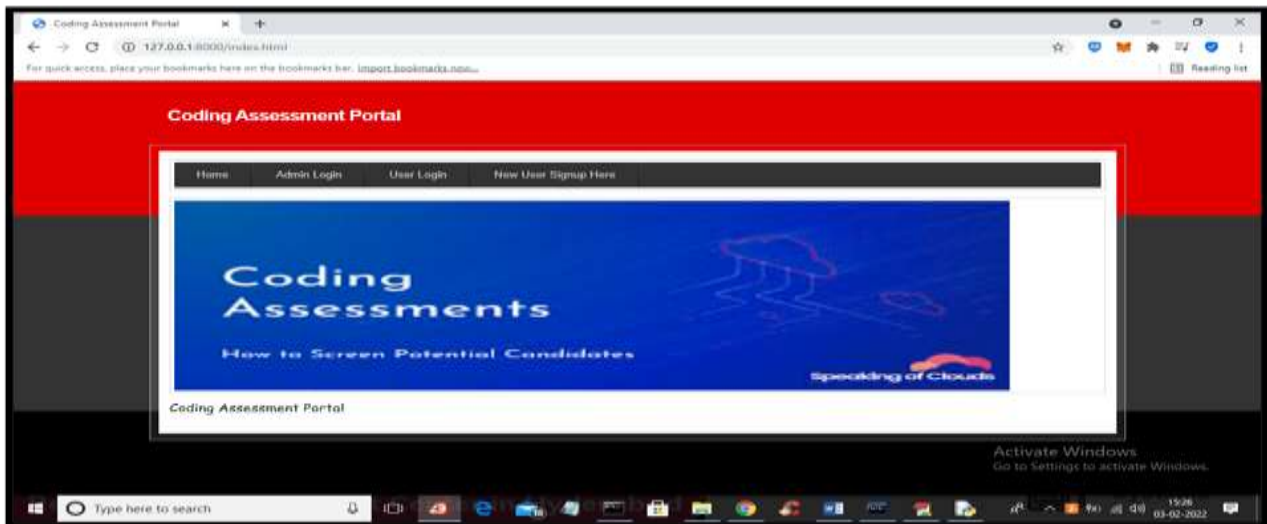 Coding Assessment Portal
127.0.0.1:8000/index.html
For quick access, place your bookmarks here on the bookmarks bar. Import bookmarks now...
Reading list
Coding Assessment Portal
Home Admin Login User Login New User Signup Here
Coding
Assessments
How to Screen Potential Candidates
Speaking of Clouds
Coding Assessment Portal
Activate Windows
Go to Settings to activate Windows.
Type here to search
15:26
03-02-2022